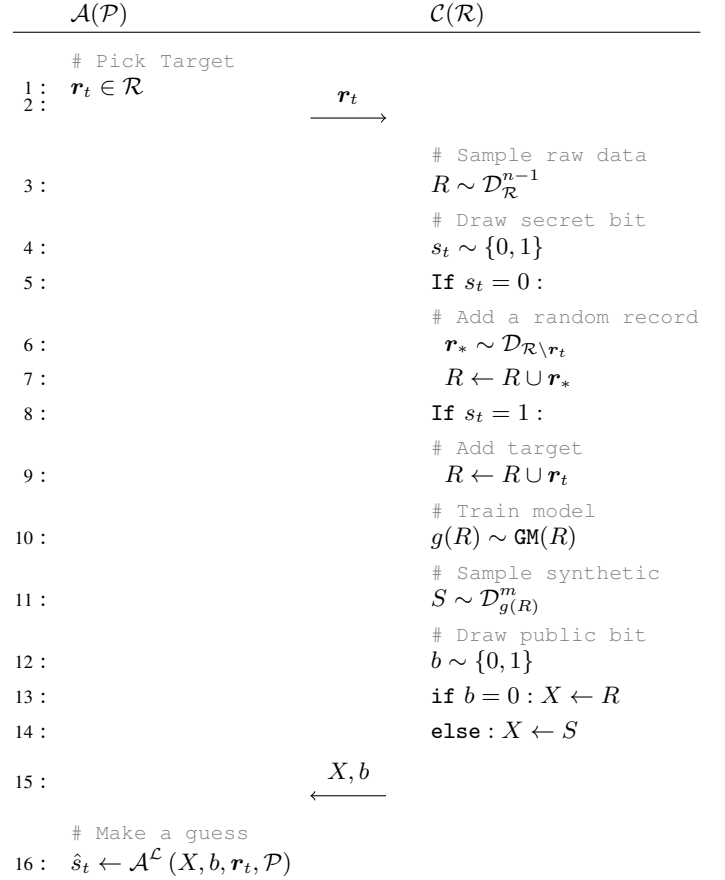 𝒜(𝒫) 𝒞(ℛ)
# Pick Target
1 : r_t ∈ ℛ
2 : r_t
⟶
# Sample raw data
3 : R ∼ 𝒟_ℛ^{n−1}
# Draw secret bit
4 : s_t ∼ {0, 1}
5 : If s_t = 0 :
# Add a random record
6 : r_* ∼ 𝒟_{ℛ\r_t}
7 : R ← R ∪ r_*
8 : If s_t = 1 :
# Add target
9 : R ← R ∪ r_t
# Train model
10 : g(R) ∼ GM(R)
# Sample synthetic
11 : S ∼ 𝒟_{g(R)}^m
# Draw public bit
12 : b ∼ {0, 1}
13 : if b = 0 : X ← R
14 : else : X ← S
15 : X, b
⟵
# Make a guess
16 : ŝ_t ← 𝒜^ℒ (X, b, r_t, 𝒫)